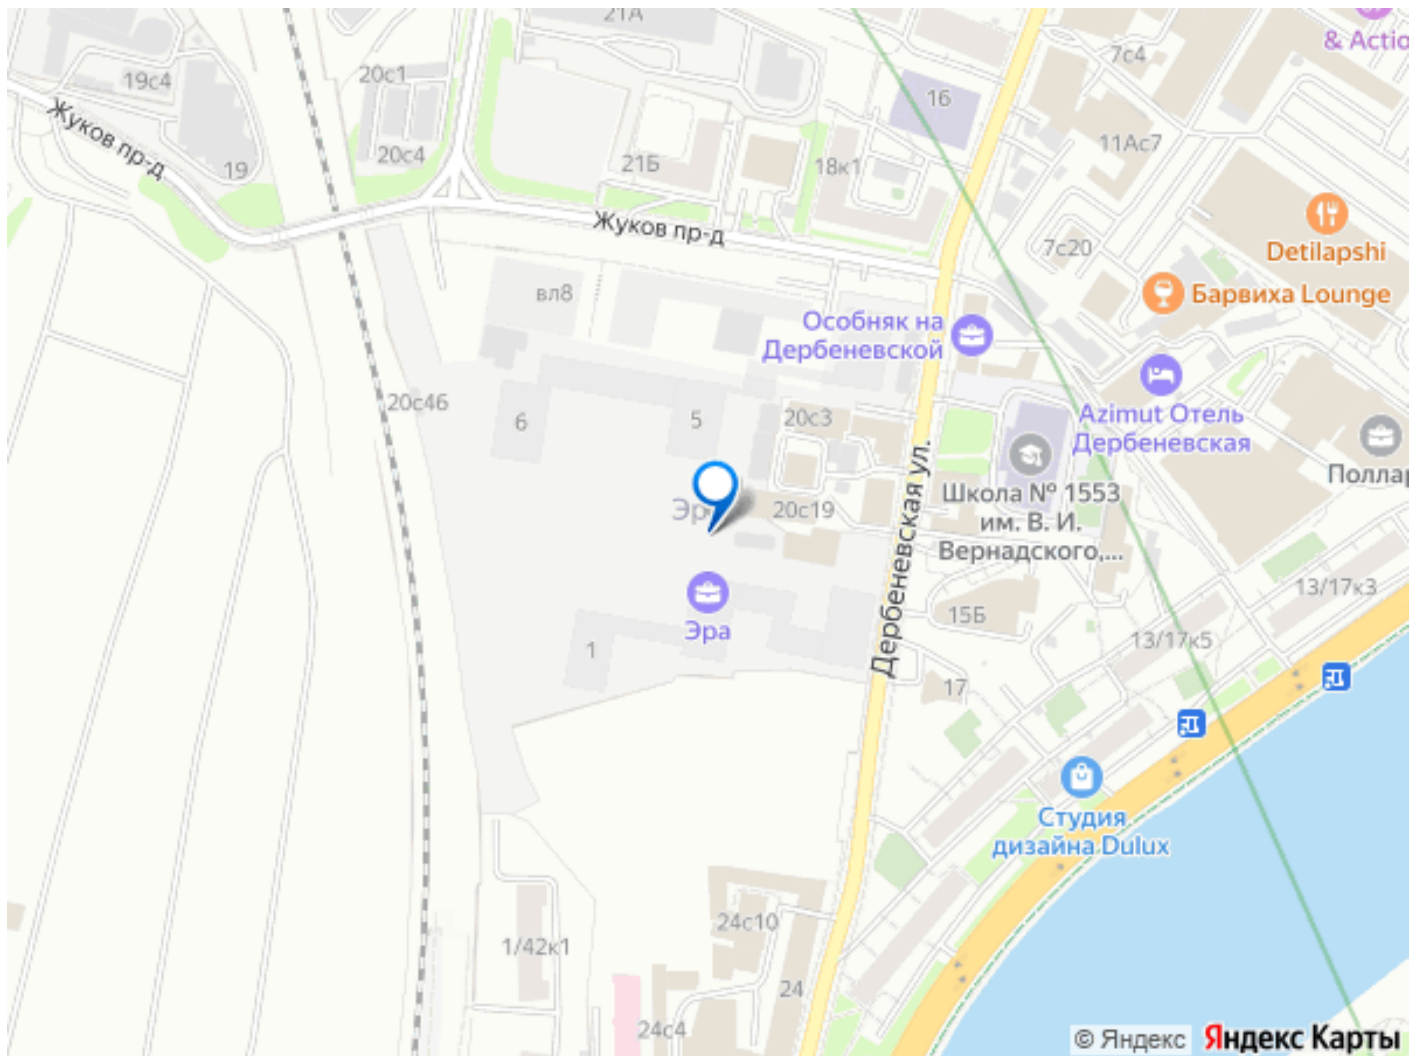 21А
& Actio
7с4
20с1
19с4
16
Жуков пр-д
11Ас7
20с4
19
21Б
18к1
Жуков пр-д
7с20
Detilapshi
вл8
Барвиха Lounge
Особняк на
Дербеневской
20с46
6
5
20с3
Azimut Отель
Дербеневская
Дербеневская ул.
Поллар
Школа № 1553
им. В. И.
Вернадского,...
Эр
20с19
Эра
1
15Б
13/17к3
13/17к5
17
Студия
дизайна Dulux
24с10
1/42к1
24
24с4
© Яндекс Яндекс Карты